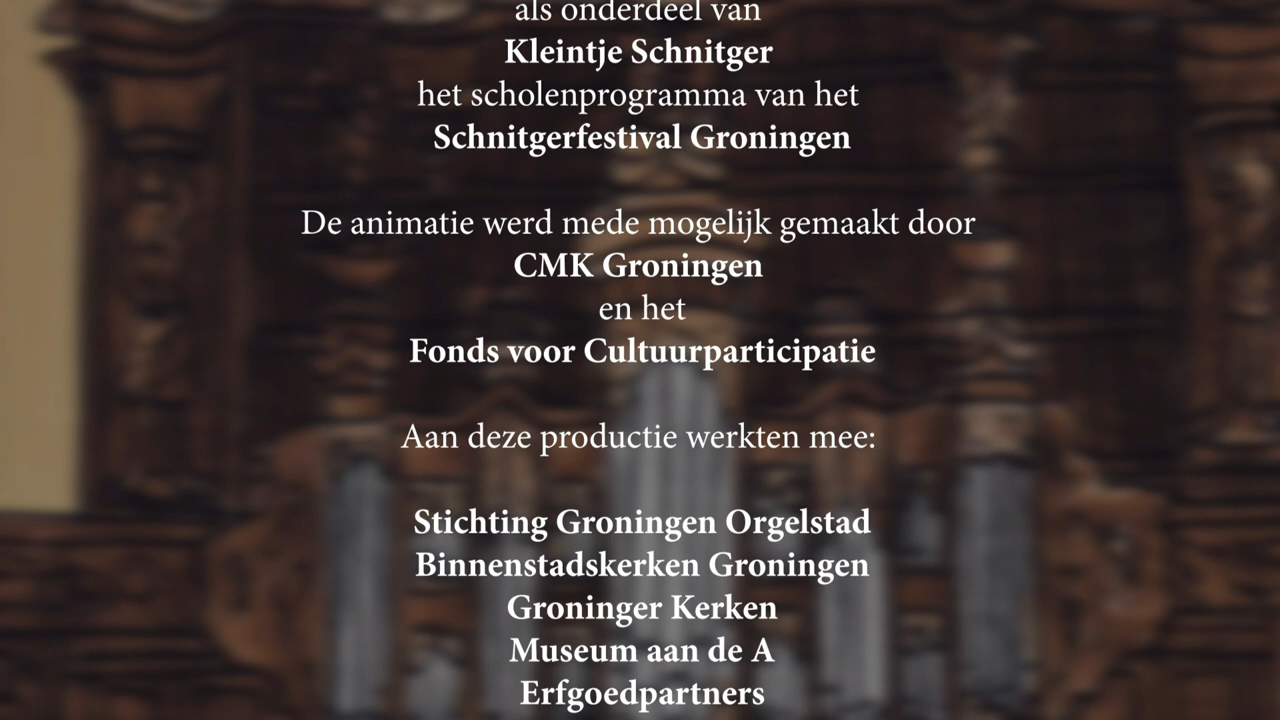 als onderdeel van
Kleintje Schnitger
het scholenprogramma van het
Schnitgerfestival Groningen
De animatie werd mede mogelijk gemaakt door
CMK Groningen
en het
Fonds voor Cultuurparticipatie
Aan deze productie werkten mee:
Stichting Groningen Orgelstad
Binnenstadskerken Groningen
Groninger Kerken
Museum aan de A
Erfgoedpartners